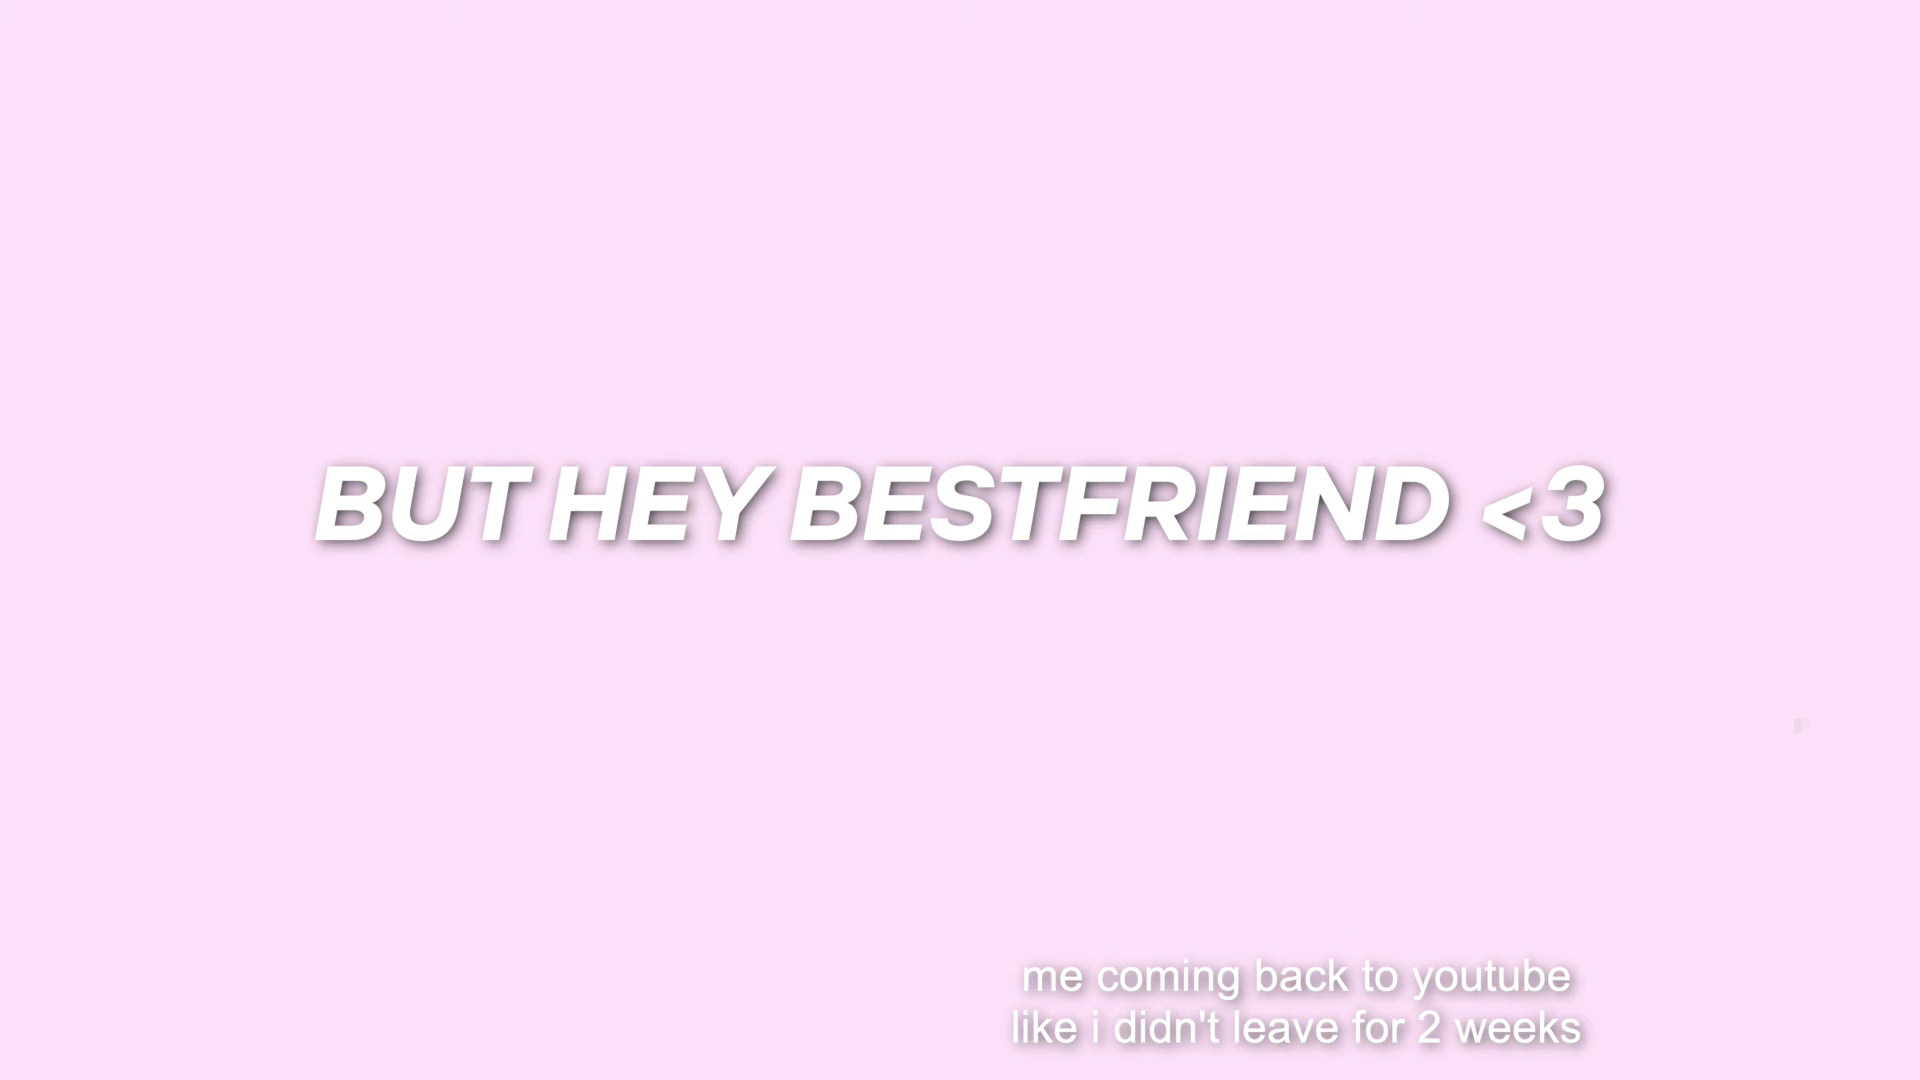 BUT HEY BESTFRIEND <3
me coming back to youtube
like i didn't leave for 2 weeks